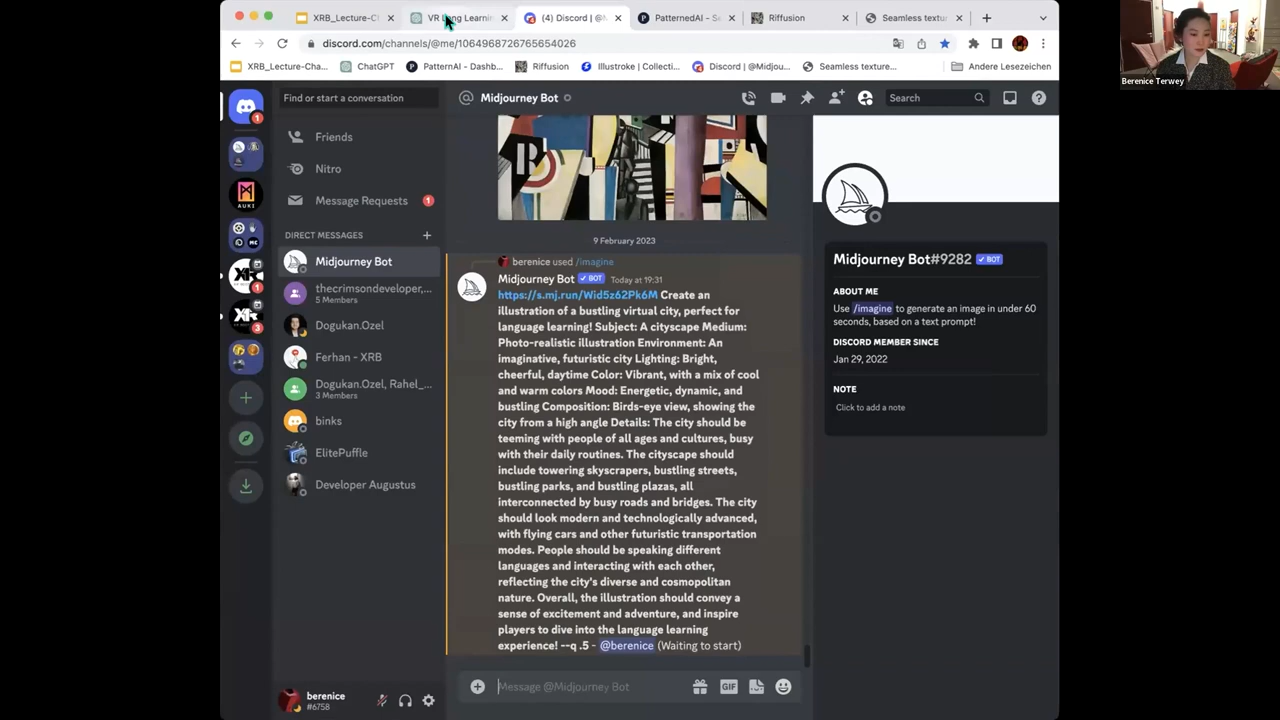 XRB_Lecture-C
VR Long Learnin
(4) Discord | @M
PatternedAI - Se
Riffusion
Seamless textu
discord.com/channels/@me/1064968726765654026
XRB_Lecture-Cha...
ChatGPT
PatternAI - Dashb...
Riffusion
Illustroke | Collecti...
Discord | @Midjou...
Seamless texture...
Andere Lesezeichen
Berenice Terwey
Find or start a conversation
Midjourney Bot
Search
Friends
Nitro
Message Requests
1
DIRECT MESSAGES
Midjourney Bot
thecrimsondeveloper,...
5 Members
Dogukan.Ozel
Ferhan - XRB
Dogukan.Ozel, Rahel_...
3 Members
binks
ElitePuffle
Developer Augustus
berenice
#6758
1
AUKI
1
3
R
9 February 2023
berenice used /imagine
Midjourney Bot BOT Today at 19:31
https://s.mj.run/Wid5z62Pk6M Create an
illustration of a bustling virtual city, perfect for
language learning! Subject: A cityscape Medium:
Photo-realistic illustration Environment: An
imaginative, futuristic city Lighting: Bright,
cheerful, daytime Color: Vibrant, with a mix of cool
and warm colors Mood: Energetic, dynamic, and
bustling Composition: Birds-eye view, showing the
city from a high angle Details: The city should be
teeming with people of all ages and cultures, busy
with their daily routines. The cityscape should
include towering skyscrapers, bustling streets,
bustling parks, and bustling plazas, all
interconnected by busy roads and bridges. The city
should look modern and technologically advanced,
with flying cars and other futuristic transportation
modes. People should be speaking different
languages and interacting with each other,
reflecting the city's diverse and cosmopolitan
nature. Overall, the illustration should convey a
sense of excitement and adventure, and inspire
players to dive into the language learning
experience! --q .5 - @berenice (Waiting to start)
Message @Midjourney Bot
GIF
Midjourney Bot#9282 BOT
ABOUT ME
Use /imagine to generate an image in under 60
seconds, based on a text prompt!
DISCORD MEMBER SINCE
Jan 29, 2022
NOTE
Click to add a note